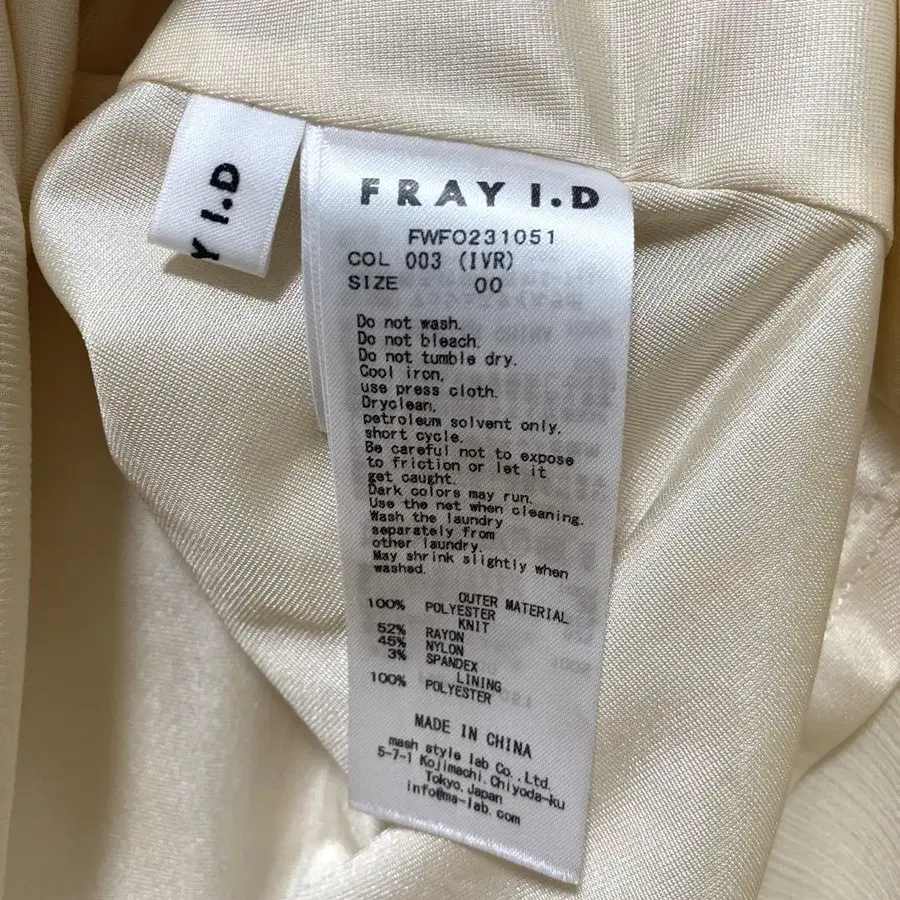 Y I.D
FRAY I.D
FWFO231051
COL 003 (IVR)
SIZE 00
Do not wash.
Do not bleach.
Do not tumble dry.
Cool iron,
use press cloth.
Dryclean,
petroleum solvent only,
short cycle.
Be careful not to expose
to friction or let it
get caught.
Dark colors may run.
Use the net when cleaning.
Wash the laundry
separately from
other laundry.
May shrink slightly when
washed.
OUTER MATERIAL
100% POLYESTER
KNIT
52% RAYON
45% NYLON
3% SPANDEX
LINING
100% POLYESTER
MADE IN CHINA
mash style lab Co.,Ltd.
5-7-1 Kojimachi,Chiyoda-ku
Tokyo,Japan
info@ms-lab.com